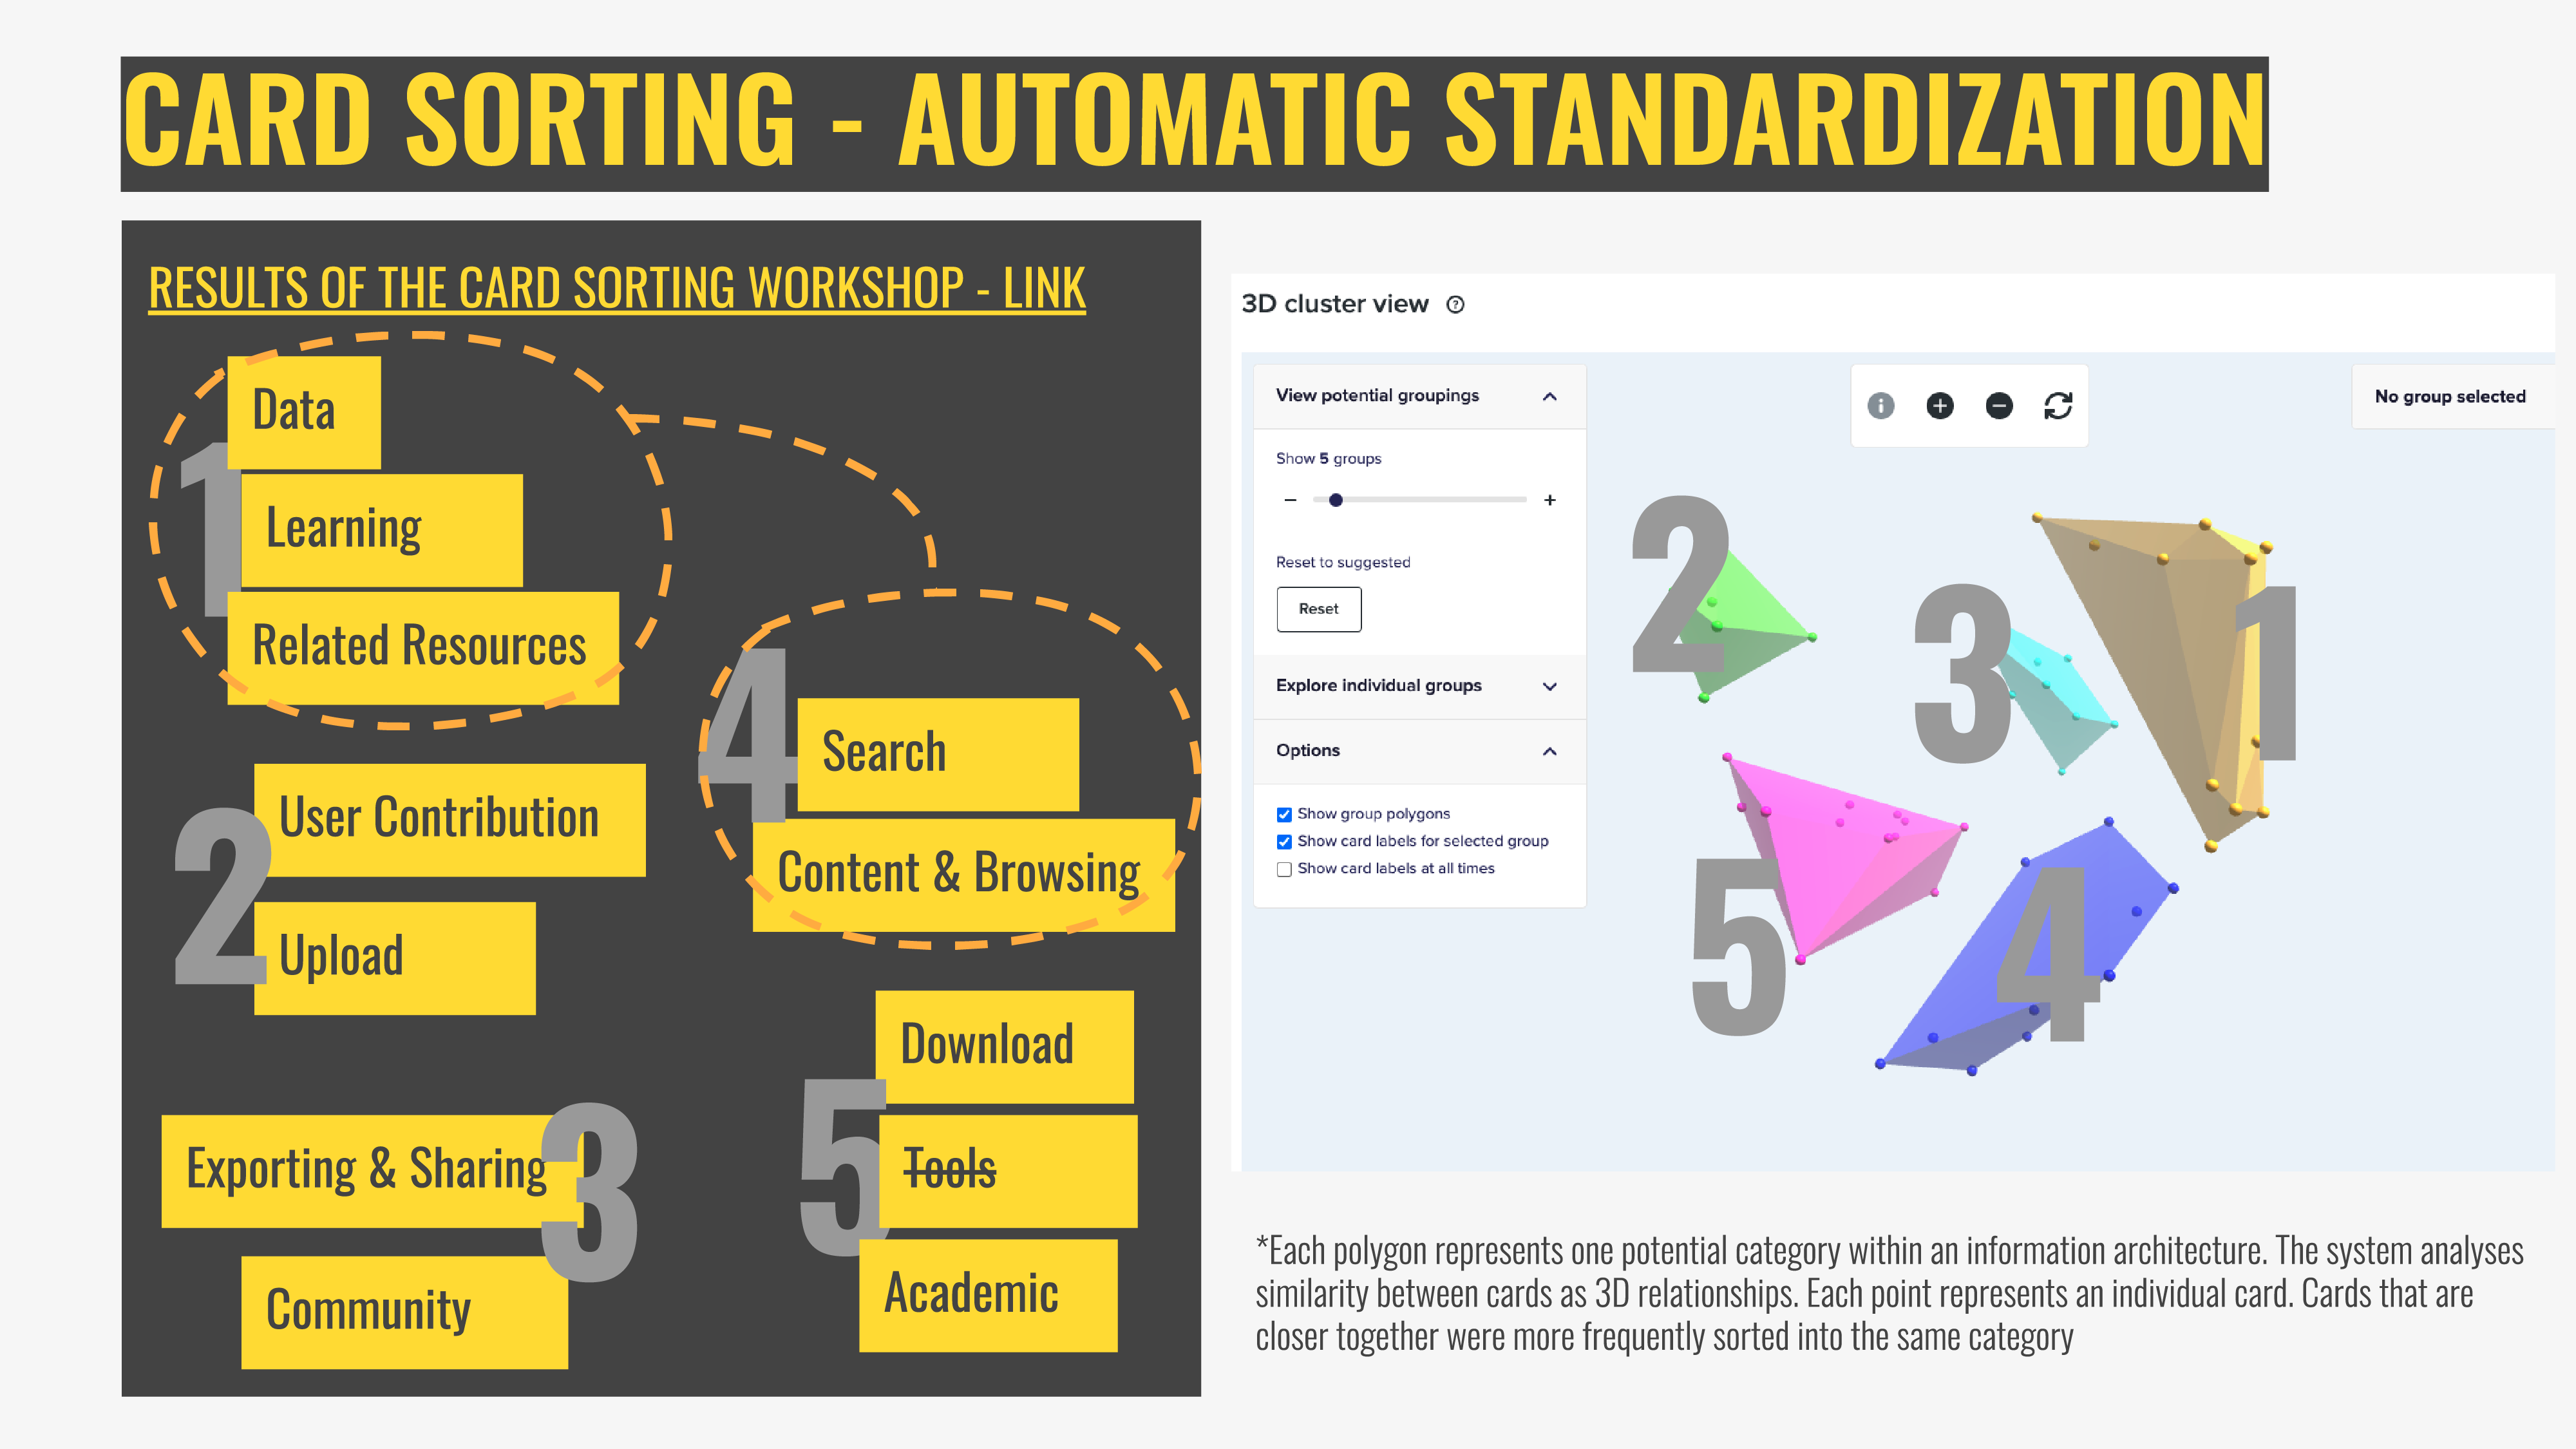 CARD SORTING - AUTOMATIC STANDARDIZATION
RESULTS OF THE CARD SORTING WORKSHOP - LINK
1
Data
Learning
Related Resources
2
User Contribution
Upload
3
Exporting & Sharing
Community
4
Search
Content & Browsing
5
Download
Tools
Academic
3D cluster view ?
View potential groupings
Show 5 groups
− +
Reset to suggested
Reset
Explore individual groups
Options
Show group polygons
Show card labels for selected group
Show card labels at all times
i + −
No group selected
2
3
1
5
4
*Each polygon represents one potential category within an information architecture. The system analyses
similarity between cards as 3D relationships. Each point represents an individual card. Cards that are
closer together were more frequently sorted into the same category